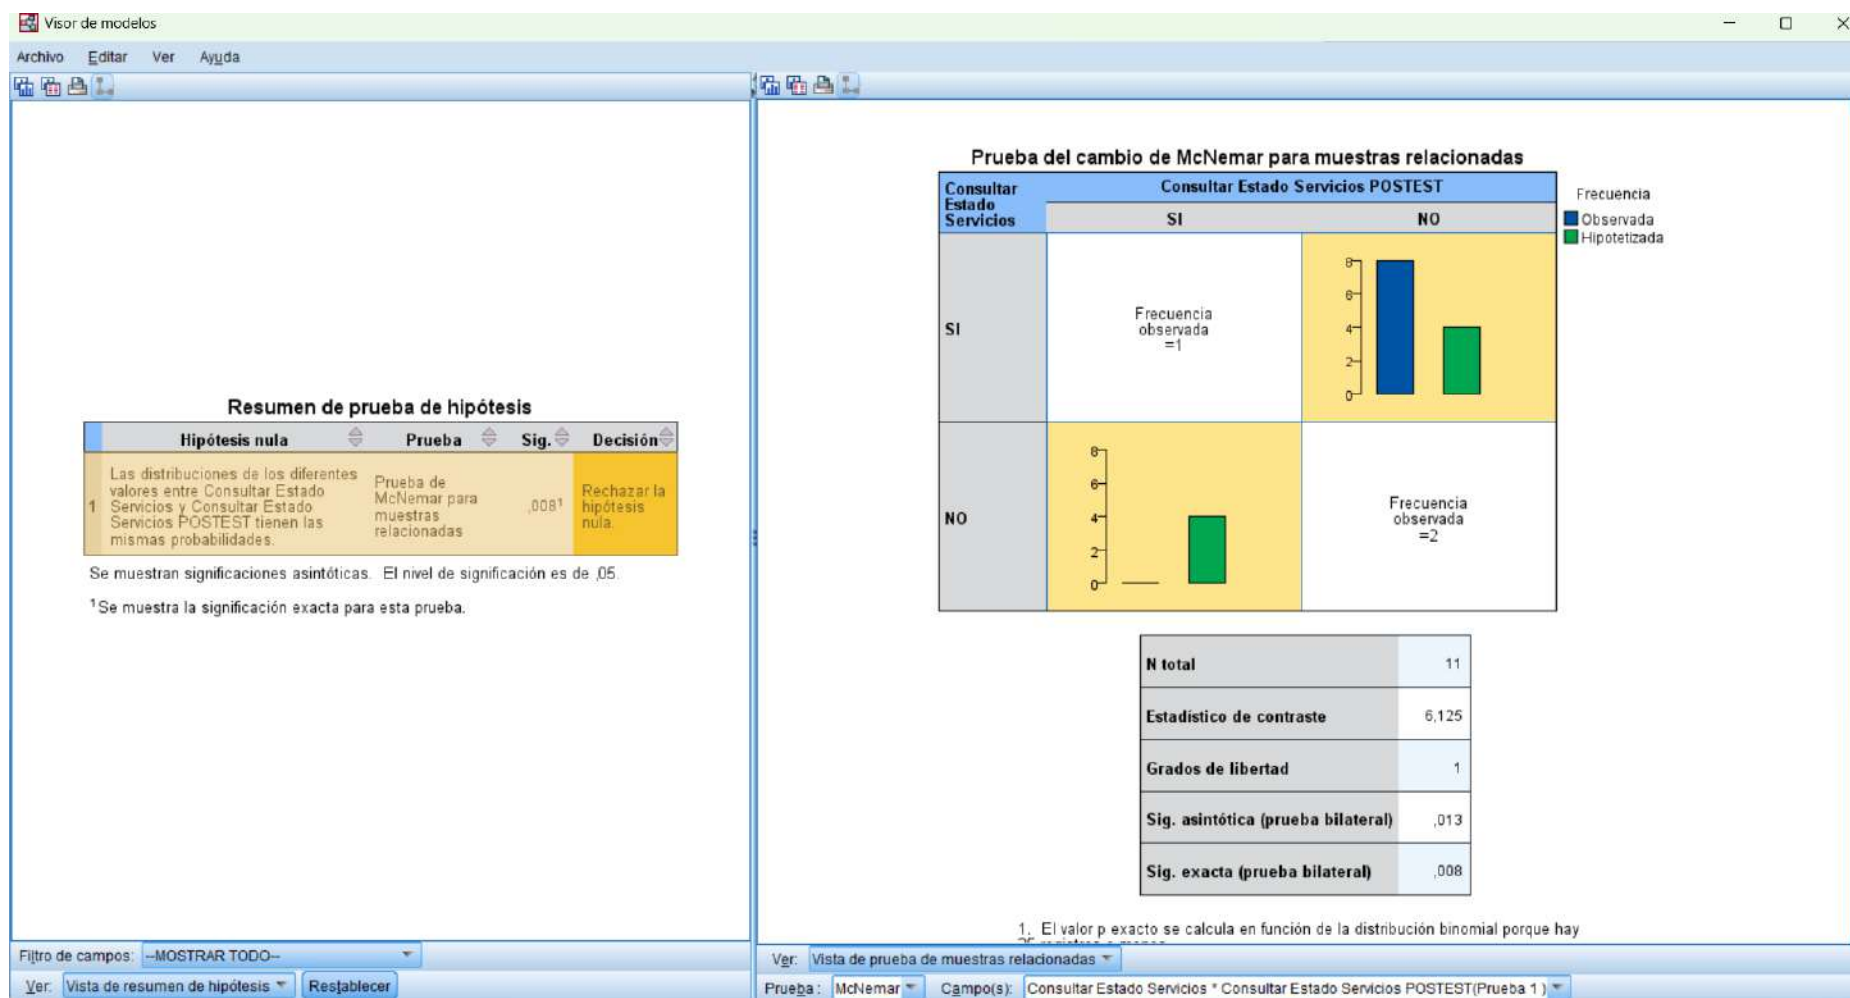 Visor de modelos
Archivo Editar Ver Ayuda
Resumen de prueba de hipótesis
Hipótesis nula Prueba Sig. Decisión
1
Las distribuciones de los diferentes
valores entre Consultar Estado
Servicios y Consultar Estado
Servicios POSTEST tienen las
mismas probabilidades.
Prueba de
McNemar para
muestras
relacionadas
,008¹
Rechazar la
hipótesis
nula.
Se muestran significaciones asintóticas. El nivel de significación es de ,05.
¹Se muestra la significación exacta para esta prueba.
Filtro de campos: --MOSTRAR TODO--
Ver: Vista de resumen de hipótesis Restablecer
Prueba del cambio de McNemar para muestras relacionadas
Consultar
Estado
Servicios
Consultar Estado Servicios POSTEST
SI NO
Frecuencia
Observada
Hipotetizada
SI
Frecuencia
observada
=1
8
6
4
2
0
NO
8
6
4
2
0
Frecuencia
observada
=2
N total 11
Estadístico de contraste 6,125
Grados de libertad 1
Sig. asintótica (prueba bilateral) ,013
Sig. exacta (prueba bilateral) ,008
1. El valor p exacto se calcula en función de la distribución binomial porque hay
Ver: Vista de prueba de muestras relacionadas
Prueba: McNemar Campo(s): Consultar Estado Servicios * Consultar Estado Servicios POSTEST(Prueba 1 )